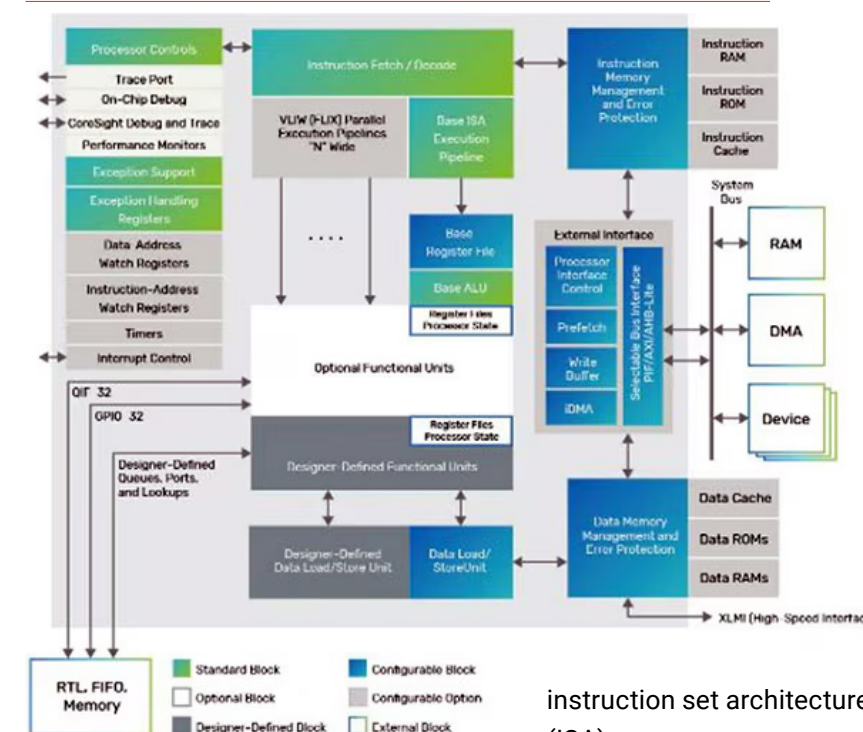 Processor Controls
Trace Port
On-Chip Debug
CoreSight Debug and Trace
Performance Monitors
Exception Support
Exception Handling
Registers
Data Address
Watch Registers
Instruction-Address
Watch Registers
Timers
Interrupt Control
Instruction Fetch / Decode
VLIW (FLIX) Parallel
Execution Pipelines
"N" Wide
Base ISA
Execution
Pipeline
Base
Register File
Base ALU
Register Files
Processor State
Optional Functional Units
Register Files
Processor State
Designer-Defined Functional Units
Designer-Defined
Data Load/Store Unit
Data Load/
StoreUnit
Instruction
Memory
Management
and Error
Protection
Instruction
RAM
Instruction
ROM
Instruction
Cache
External Interface
Processor
Interface
Control
Prefetch
Write
Buffer
iDMA
Selectable Bus Interface
PIF/AXI/AHB-Lite
System
Bus
RAM
DMA
Device
Data Memory
Management and
Error Protection
Data Cache
Data ROMs
Data RAMs
XLMI (High-Speed Interfac
QIF 32
GPIO 32
Designer-Defined
Queues, Ports,
and Lookups
RTL, FIFO,
Memory
Standard Block
Optional Block
Designer-Defined Block
Configurable Block
Configurable Option
External Block
instruction set architecture
(ISA)